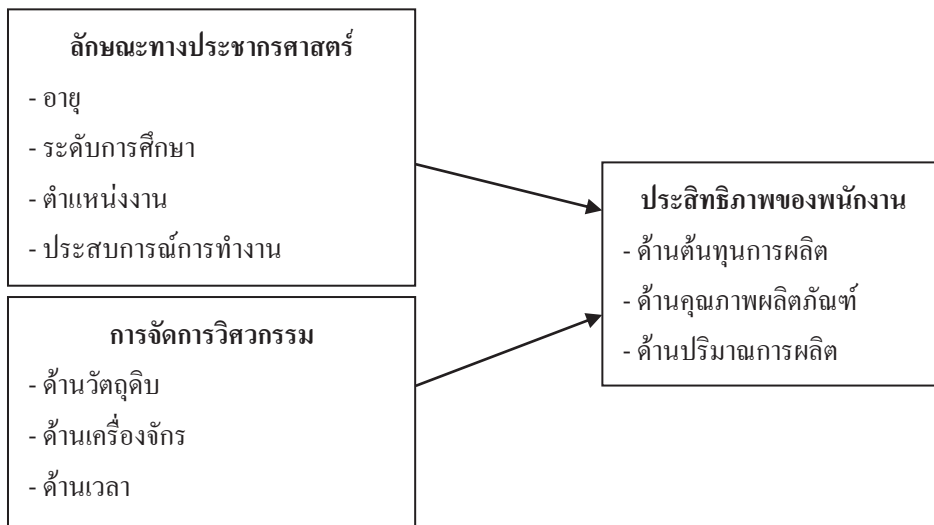 ลักษณะทางประชากรศาสตร์
- อายุ
- ระดับการศึกษา
- ตำแหน่งงาน
- ประสบการณ์การทำงาน
การจัดการวิศวกรรม
- ด้านวัตถุดิบ
- ด้านเครื่องจักร
- ด้านเวลา
ประสิทธิภาพของพนักงาน
- ด้านต้นทุนการผลิต
- ด้านคุณภาพผลิตภัณฑ์
- ด้านปริมาณการผลิต